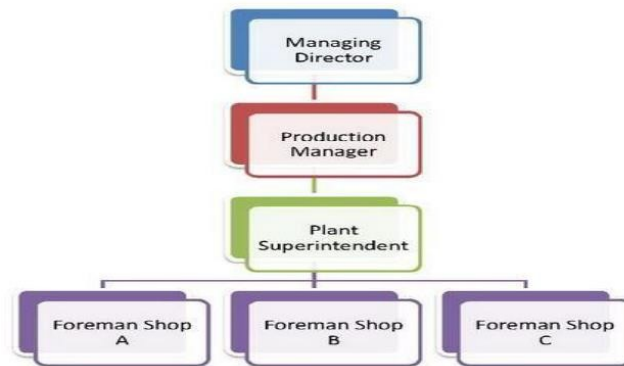 Managing
Director
Production
Manager
Plant
Superintendent
Foreman Shop
A
Foreman Shop
B
Foreman Shop
C